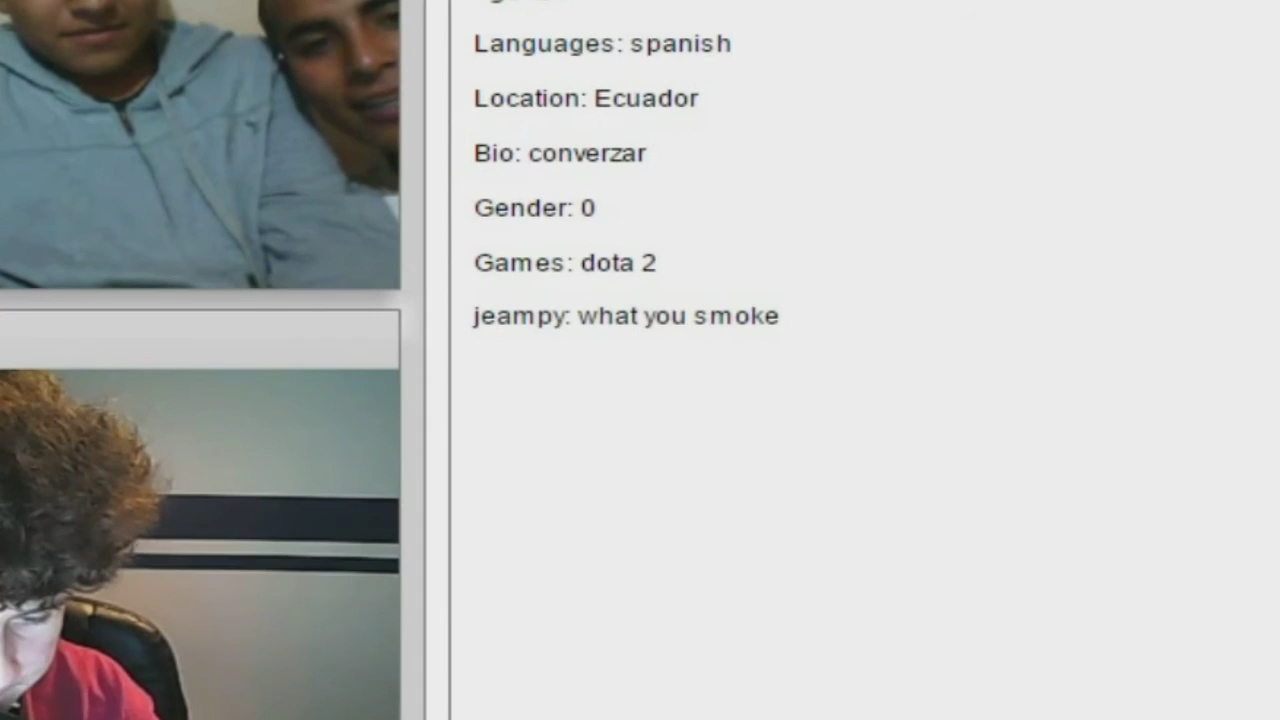 Languages: spanish
Location: Ecuador
Bio: converzar
Gender: 0
Games: dota 2
jeampy: what you smoke